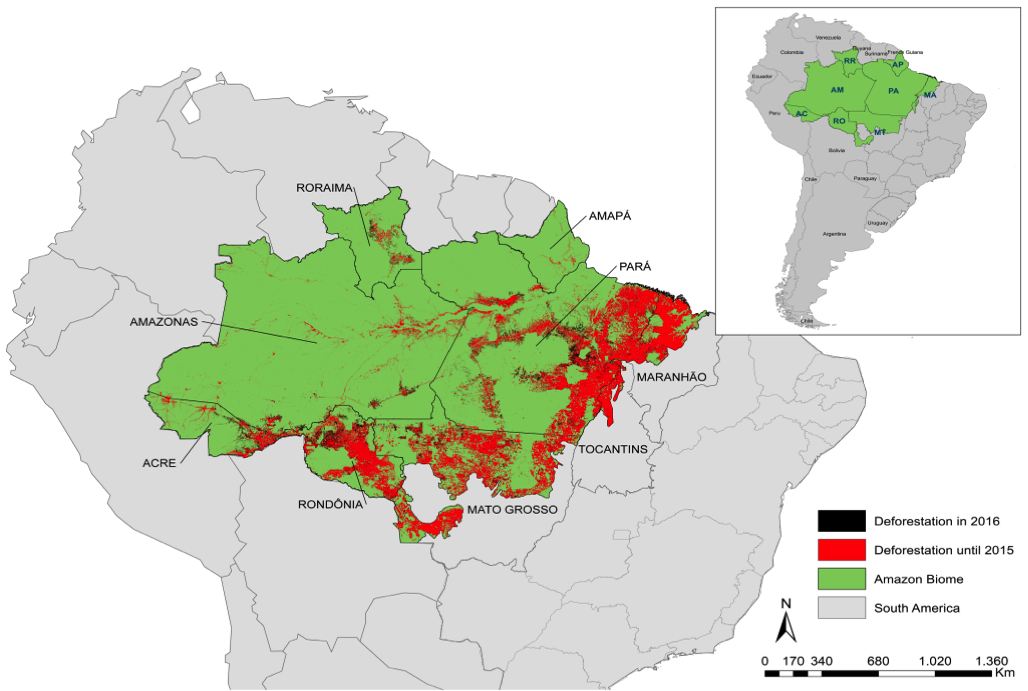 Venezuela
Guyana
Suriname
French Guiana
Colombia
RR
AP
Ecuador
AM
PA
MA
Peru
AC
RO
MT
Bolivia
Chile
Paraguay
Uruguay
Argentina
Chile
RORAIMA
AMAPÁ
PARÁ
AMAZONAS
MARANHÃO
ACRE
TOCANTINS
RONDÔNIA
MATO GROSSO
Deforestation in 2016
Deforestation until 2015
Amazon Biome
South America
N
0 170 340 680 1.020 1.360
Km